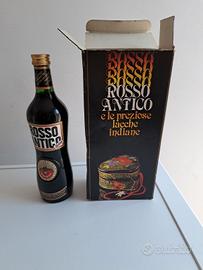 ROSSO
ROSSO
ROSSO
ROSSO
ANTICO
e le preziose
lacche
indiane
ROSSO
ANTICO